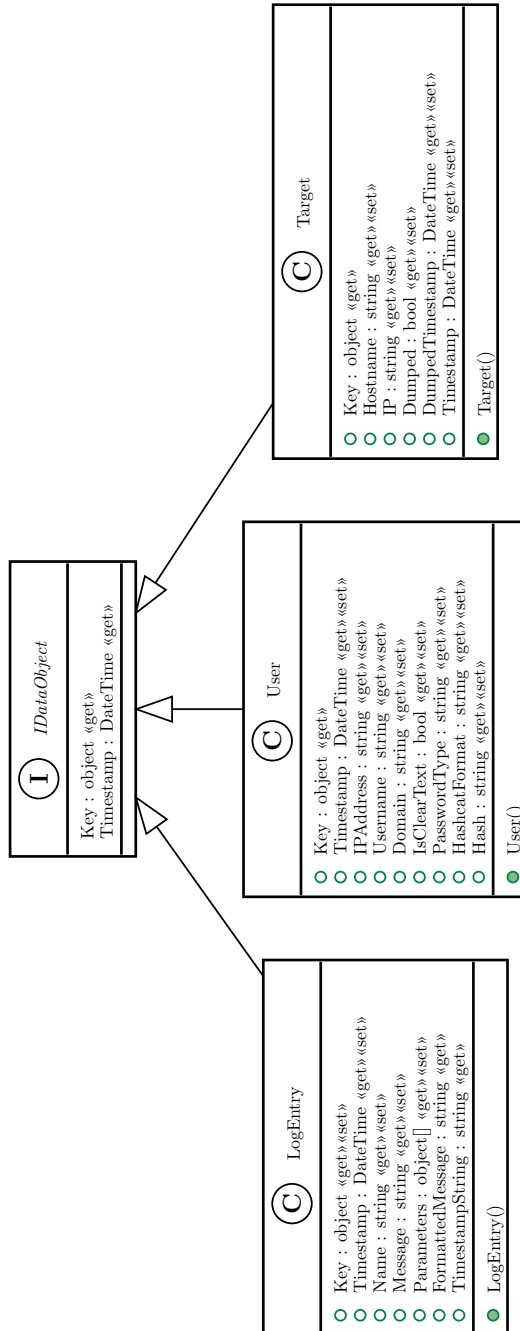 I
IDataObject
Key : object «get»
Timestamp : DateTime «get»
C
LogEntry
Key : object «get» «set»
Timestamp : DateTime «get» «set»
Name : string «get» «set»
Message : string «get» «set»
Parameters : object[] «get» «set»
FormattedMessage : string «get»
TimestampString : string «get»
LogEntry()
C
User
Key : object «get»
Timestamp : DateTime «get» «set»
IPAddress : string «get» «set»
Username : string «get» «set»
Domain : string «get» «set»
IsClearText : bool «get» «set»
PasswordType : string «get» «set»
HashcatFormat : string «get» «set»
Hash : string «get» «set»
User()
C
Target
Key : object «get»
Hostname : string «get» «set»
IP : string «get» «set»
Dumped : bool «get» «set»
DumpedTimestamp : DateTime «get» «set»
Timestamp : DateTime «get» «set»
Target()